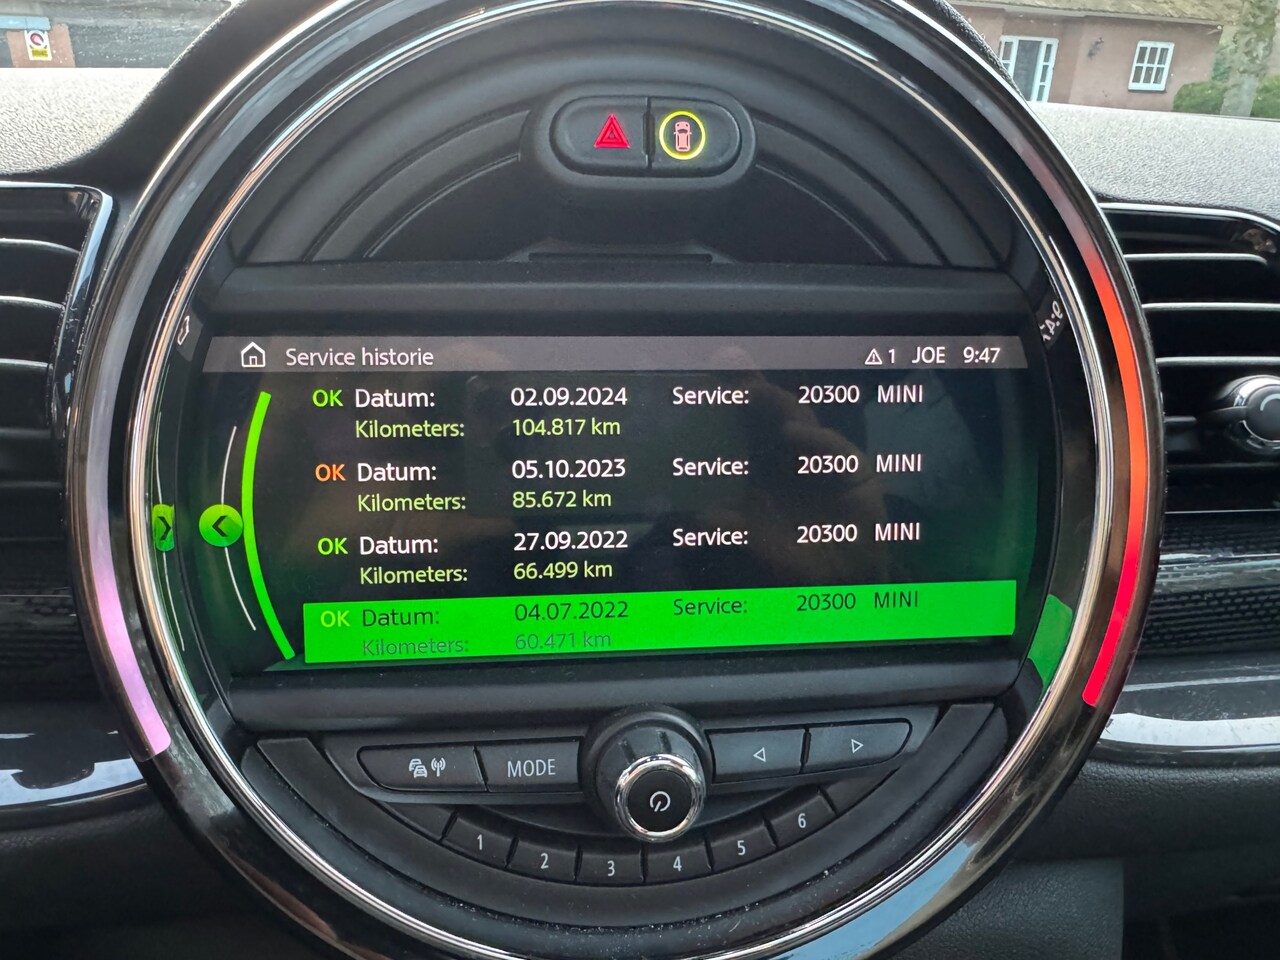 Service historie 1 JOE 9:47
OK Datum: 02.09.2024 Service: 20300 MINI
Kilometers: 104.817 km
OK Datum: 05.10.2023 Service: 20300 MINI
Kilometers: 85.672 km
OK Datum: 27.09.2022 Service: 20300 MINI
Kilometers: 66.499 km
OK Datum: 04.07.2022 Service: 20300 MINI
Kilometers: 60.471 km
MODE
1 2 3 4 5 6